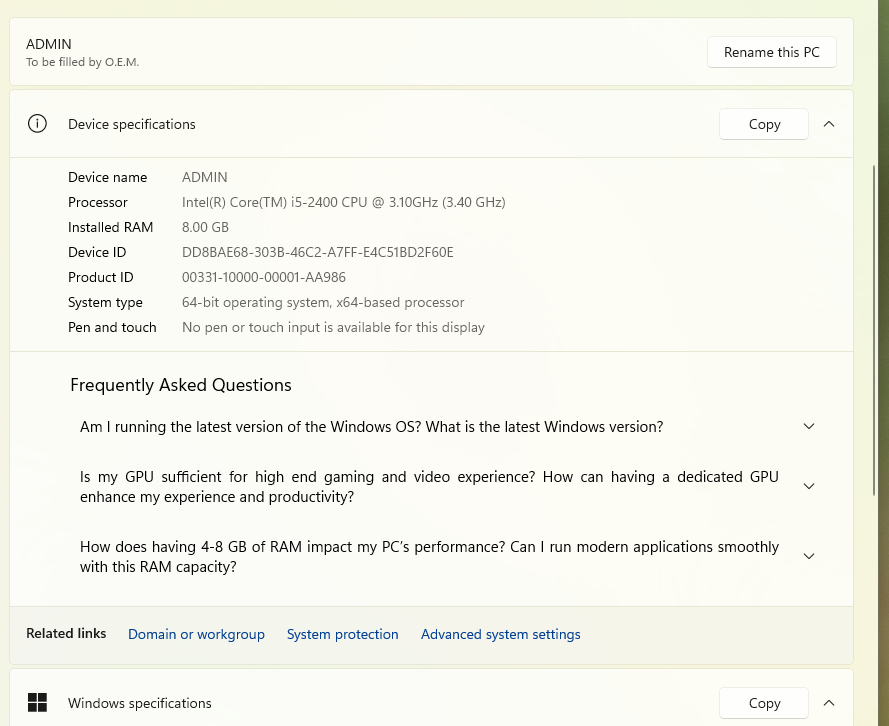 ADMIN
To be filled by O.E.M.
Rename this PC
Device specifications
Copy
Device name ADMIN
Processor Intel(R) Core(TM) i5-2400 CPU @ 3.10GHz (3.40 GHz)
Installed RAM 8.00 GB
Device ID DD8BAE68-303B-46C2-A7FF-E4C51BD2F60E
Product ID 00331-10000-00001-AA986
System type 64-bit operating system, x64-based processor
Pen and touch No pen or touch input is available for this display
Frequently Asked Questions
Am I running the latest version of the Windows OS? What is the latest Windows version?
Is my GPU sufficient for high end gaming and video experience? How can having a dedicated GPU
enhance my experience and productivity?
How does having 4-8 GB of RAM impact my PC's performance? Can I run modern applications smoothly
with this RAM capacity?
Related links Domain or workgroup System protection Advanced system settings
Windows specifications
Copy